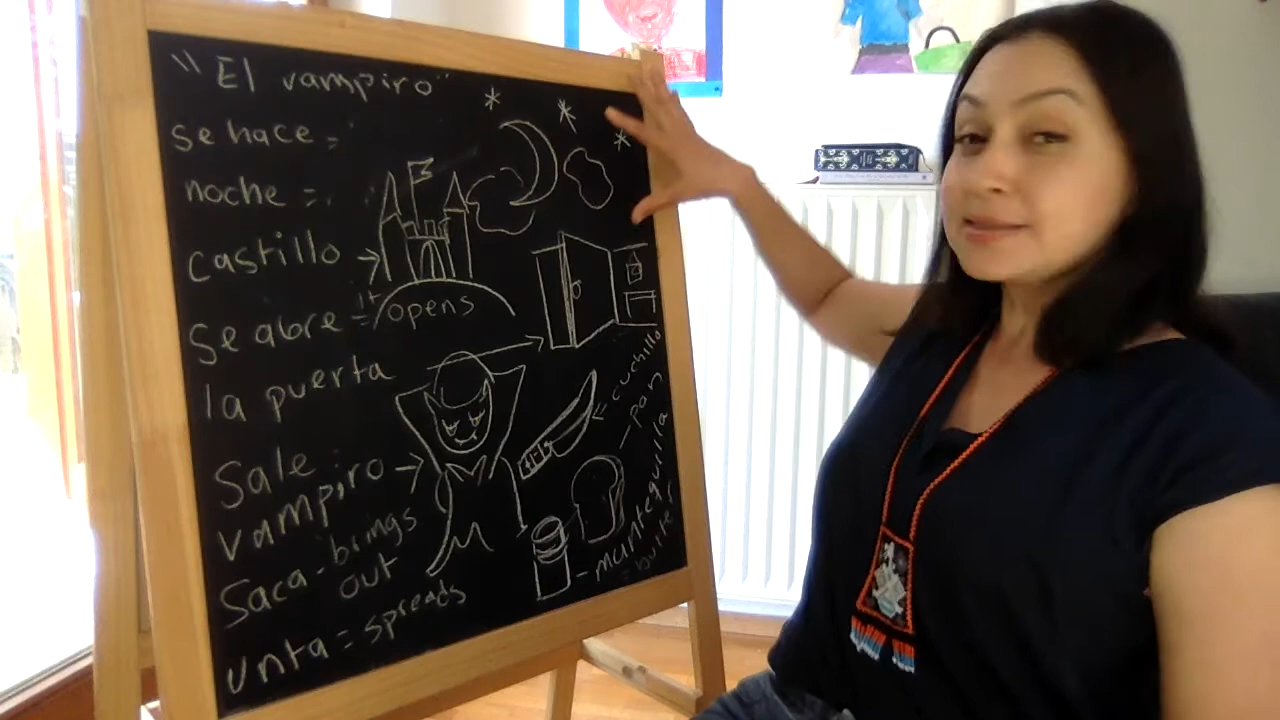 "El vampiro"
se hace =
noche =
castillo
se abre = it opens
la puerta
Sale
vampiro
Saca - brings
out
unta = spreads
cuchillo
- pan
- mantequilla
= butter